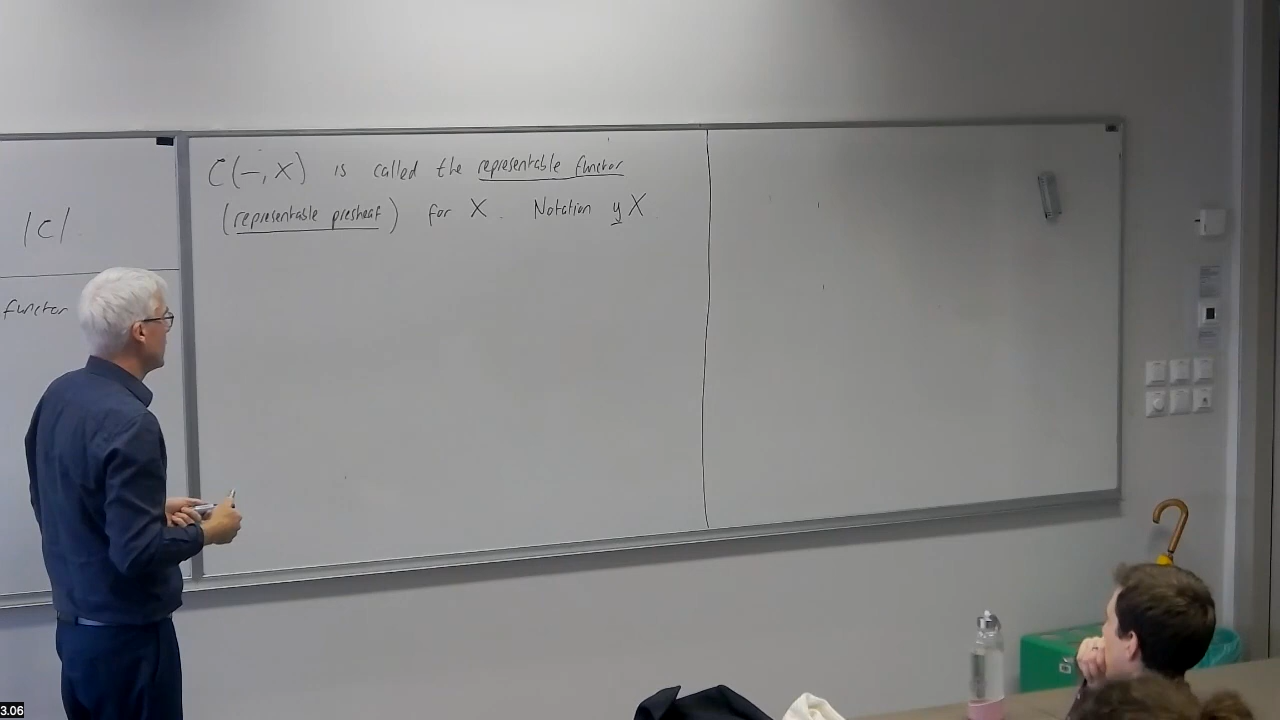 |C|.
functor
C(-, X) is called the representable functor
(representable presheaf) for X. Notation yX
3.06